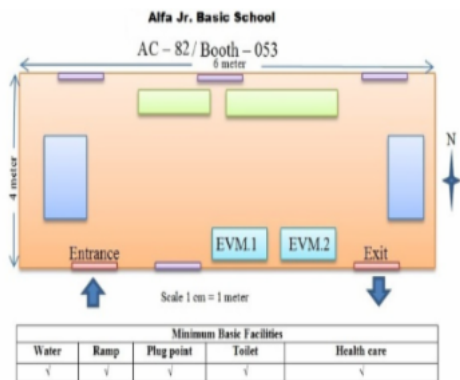 Alfa Jr. Basic School
AC – 82/ Booth – 053
6 meter
4 meter
N
EVM.1 EVM.2
Entrance Exit
Scale 1 cm = 1 meter
Minimum Basic Facilities
Water Ramp Plug point Toilet Health care
√ √ √ √ √